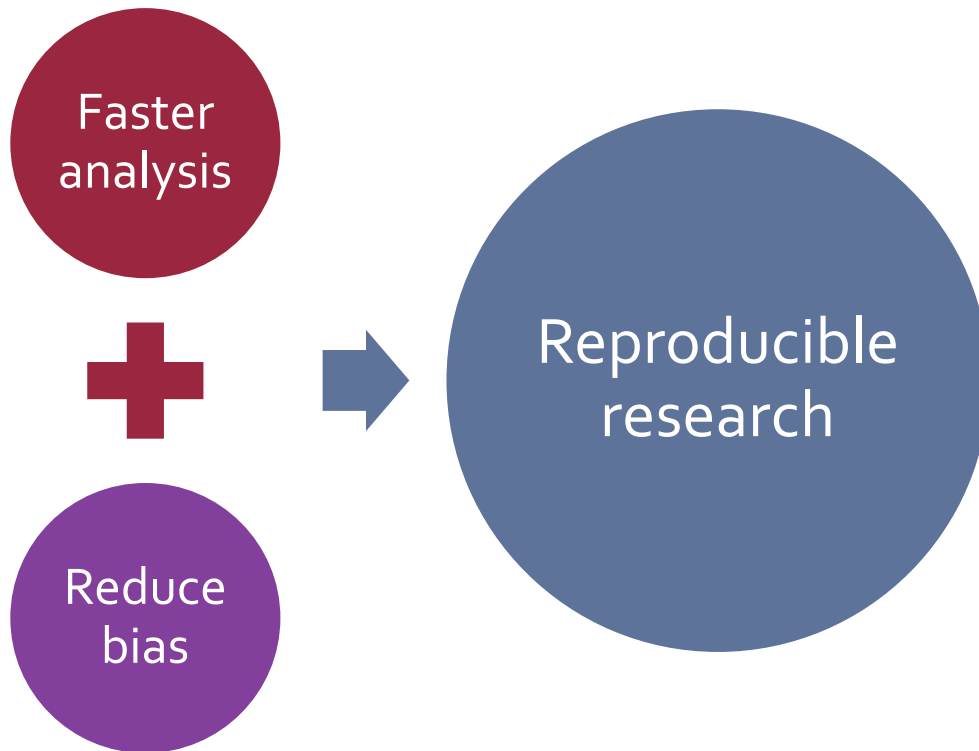 Faster
analysis
Reduce
bias
Reproducible
research